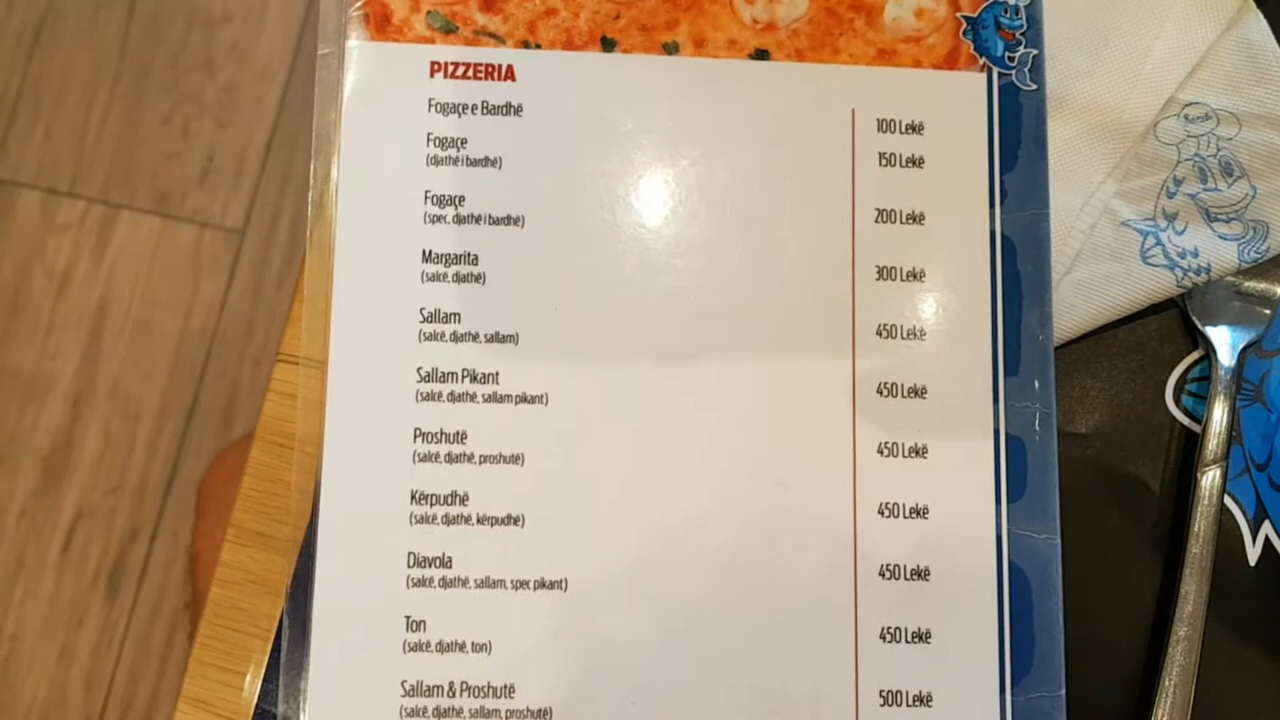 PIZZERIA
Fogaçe e Bardhë 100 Lekë
Fogaçe 150 Lekë
(djathë i bardhë)
Fogaçe 200 Lekë
(spec, djathë i bardhë)
Margarita 300 Lekë
(salcë, djathë)
Sallam 450 Lekë
(salcë, djathë, sallam)
Sallam Pikant 450 Lekë
(salcë, djathë, sallam pikant)
Proshutë 450 Lekë
(salcë, djathë, proshutë)
Kërpudhë 450 Lekë
(salcë, djathë, kërpudhë)
Diavola 450 Lekë
(salcë, djathë, sallam, spec pikant)
Ton 450 Lekë
(salcë, djathë, ton)
Sallam & Proshutë 500 Lekë
(salcë, djathë, sallam, proshutë)